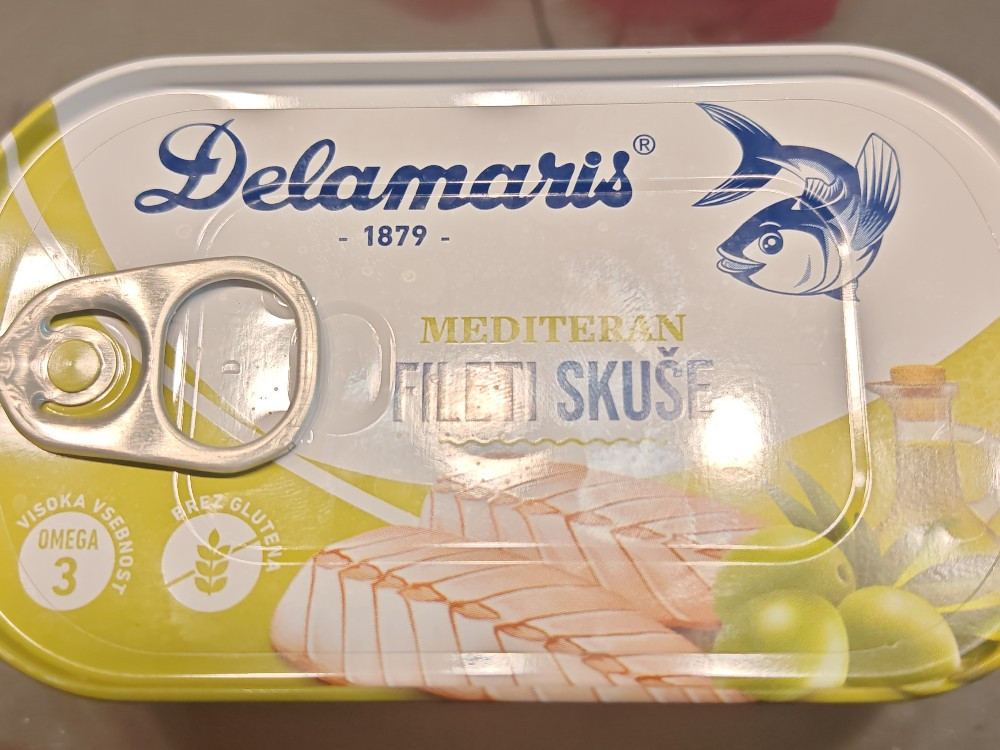 Delamaris®
- 1879 -
MEDITERAN
FILETI SKUŠE
VISOKA VSEBNOST
OMEGA
3
BREZ GLUTENA